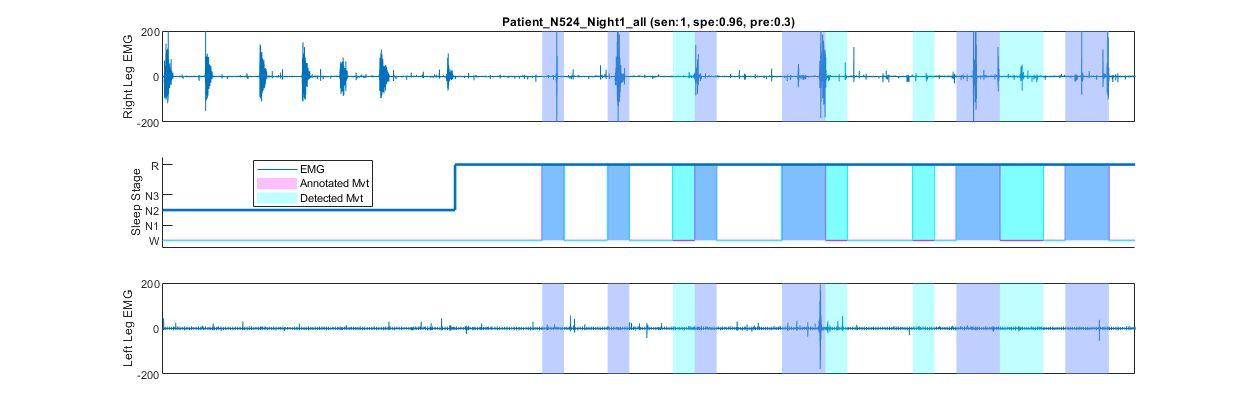 Patient_N524_Night1_all (sen:1, spe:0.96, pre:0.3)
Right Leg EMG
200
0
-200
Sleep Stage
R
N3
N2
N1
W
EMG
Annotated Mvt
Detected Mvt
Left Leg EMG
200
0
-200